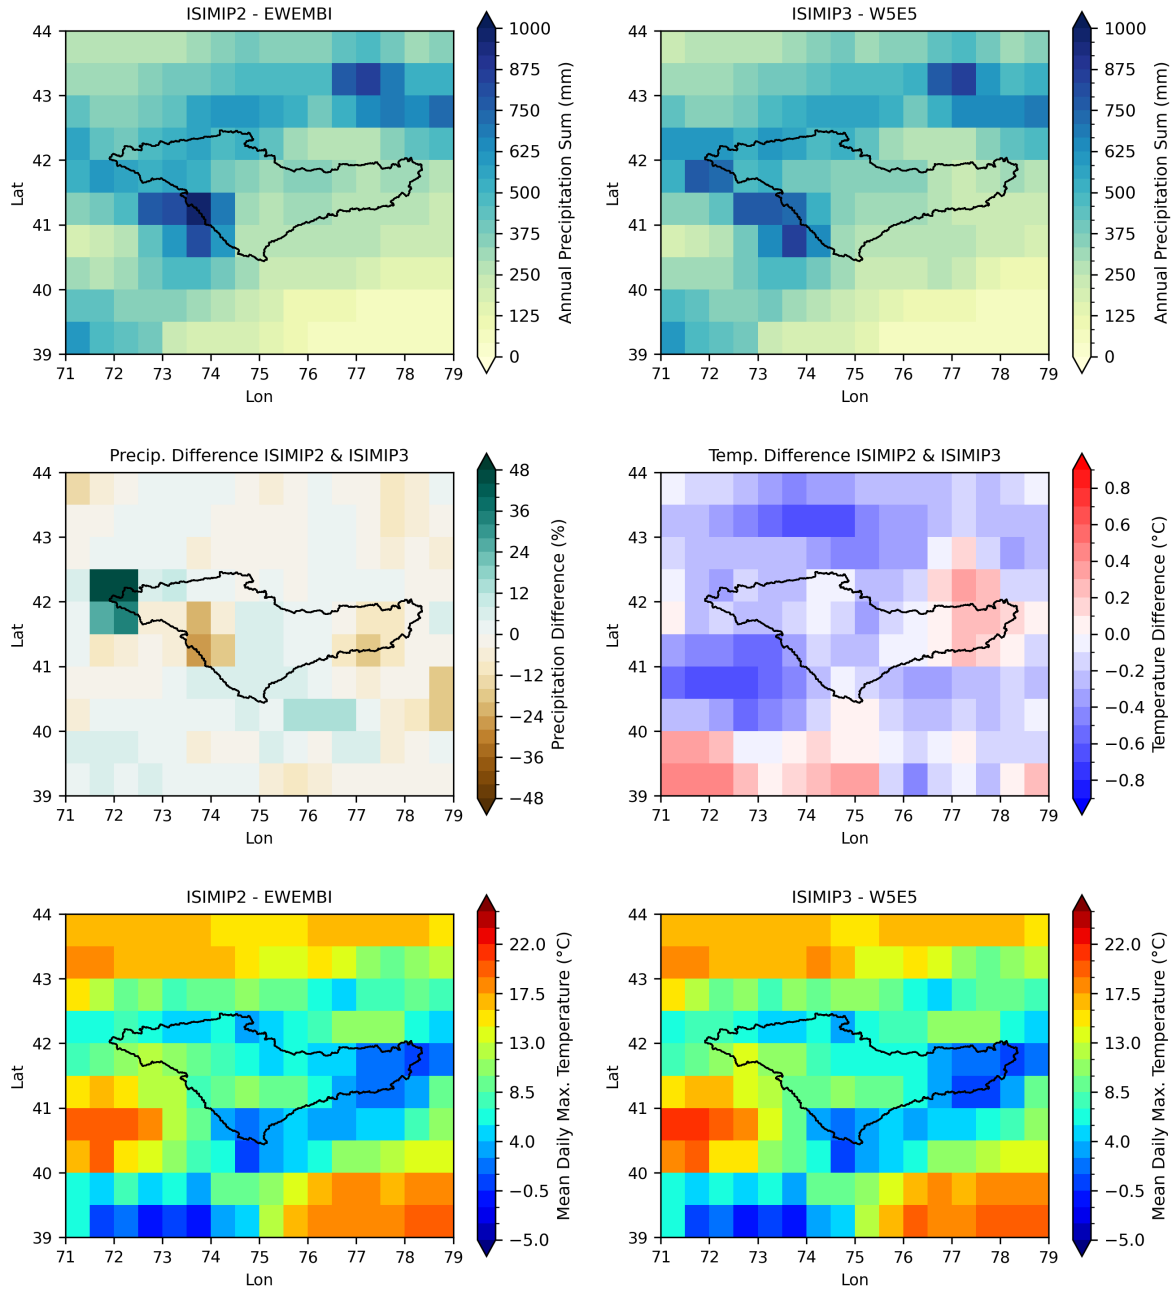 ISIMIP2 - EWEMBI
44
43
42
41
40
39
Lat
71 72 73 74 75 76 77 78 79
Lon
1000
875
750
625
500
375
250
125
0
Annual Precipitation Sum (mm)
ISIMIP3 - W5E5
44
43
42
41
40
39
Lat
71 72 73 74 75 76 77 78 79
Lon
1000
875
750
625
500
375
250
125
0
Annual Precipitation Sum (mm)
Precip. Difference ISIMIP2 & ISIMIP3
44
43
42
41
40
39
Lat
71 72 73 74 75 76 77 78 79
Lon
48
36
24
12
0
−12
−24
−36
−48
Precipitation Difference (%)
Temp. Difference ISIMIP2 & ISIMIP3
44
43
42
41
40
39
Lat
71 72 73 74 75 76 77 78 79
Lon
0.8
0.6
0.4
0.2
0.0
−0.2
−0.4
−0.6
−0.8
Temperature Difference (°C)
ISIMIP2 - EWEMBI
44
43
42
41
40
39
Lat
71 72 73 74 75 76 77 78 79
Lon
22.0
17.5
13.0
8.5
4.0
−0.5
−5.0
Mean Daily Max. Temperature (°C)
ISIMIP3 - W5E5
44
43
42
41
40
39
Lat
71 72 73 74 75 76 77 78 79
Lon
22.0
17.5
13.0
8.5
4.0
−0.5
−5.0
Mean Daily Max. Temperature (°C)